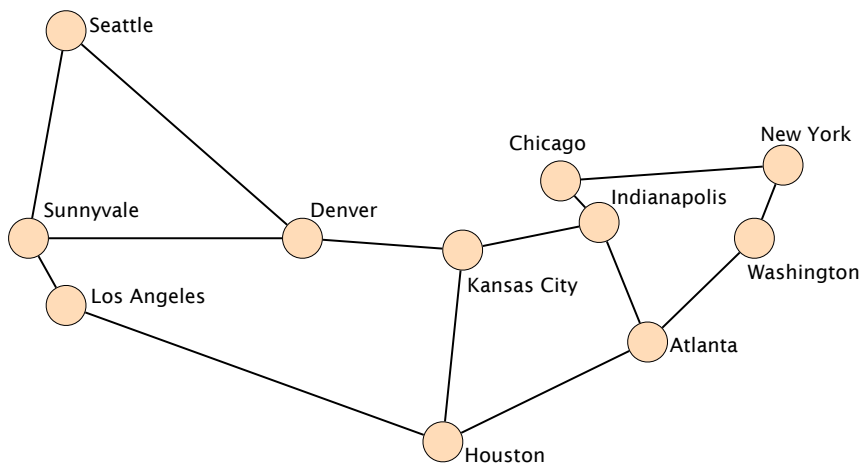 Seattle
New York
Chicago
Indianapolis
Sunnyvale
Denver
Washington
Kansas City
Los Angeles
Atlanta
Houston